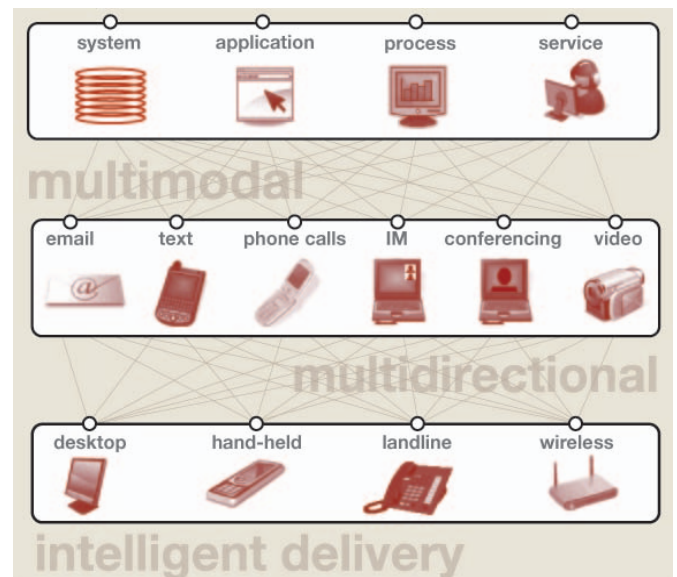 system application process service
multimodal
email text phone calls IM conferencing video
@
multidirectional
desktop hand-held landline wireless
intelligent delivery